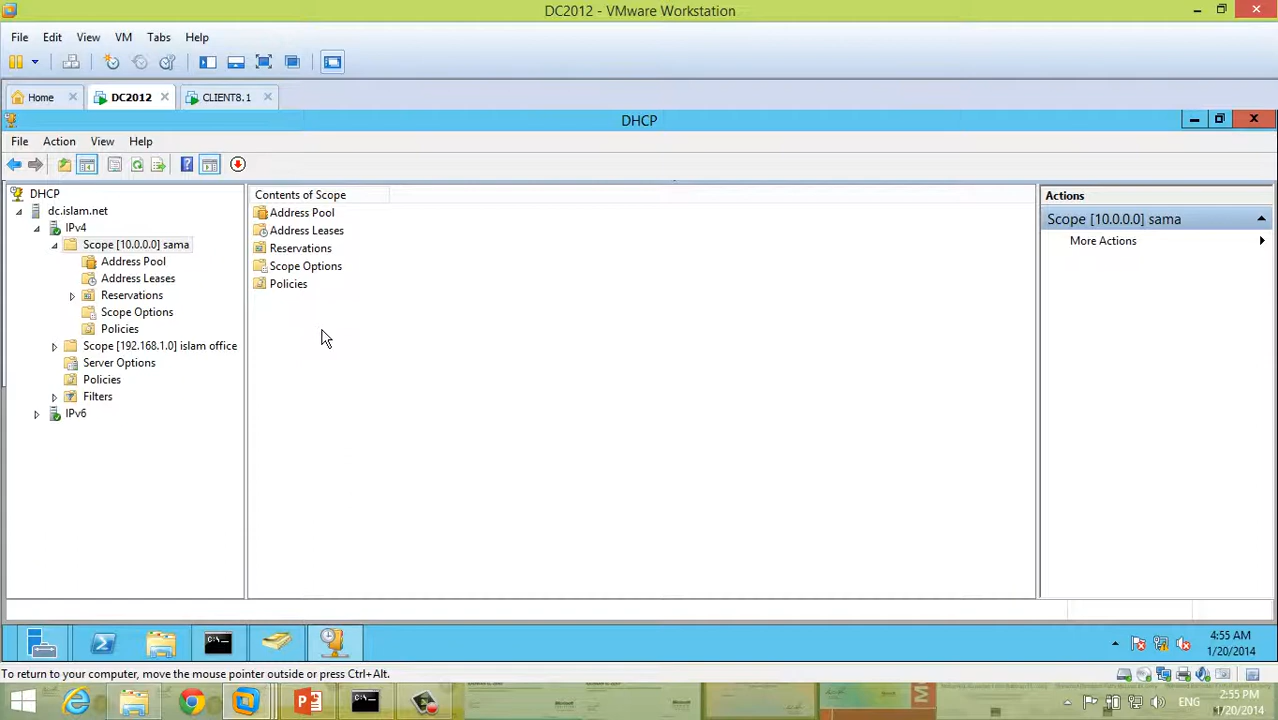 DC2012 - VMware Workstation
File Edit View VM Tabs Help
Home DC2012 CLIENT8.1
DHCP
File Action View Help
DHCP
dc.islam.net
IPv4
Scope [10.0.0.0] sama
Address Pool
Address Leases
Reservations
Scope Options
Policies
Scope [192.168.1.0] islam office
Server Options
Policies
Filters
IPv6
Contents of Scope
Address Pool
Address Leases
Reservations
Scope Options
Policies
Actions
Scope [10.0.0.0] sama
More Actions
4:55 AM
1/20/2014
To return to your computer, move the mouse pointer outside or press Ctrl+Alt.
ENG
2:55 PM
1/20/2014